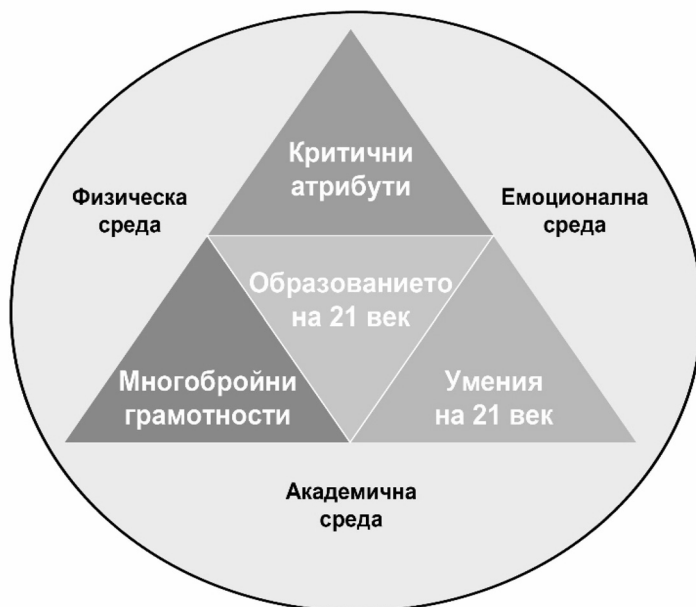 Критични
атрибути
Физическа
среда
Емоционална
среда
Образованието
на 21 век
Многобройни
грамотности
Умения
на 21 век
Академична
среда